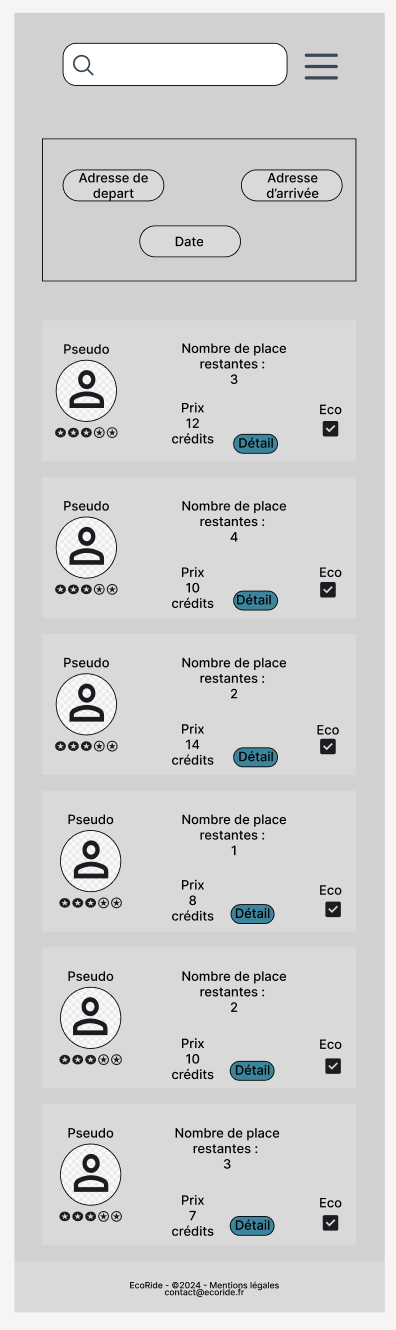 Adresse de
depart
Adresse
d'arrivée
Date
Pseudo
Nombre de place
restantes :
3
Prix
12
crédits
Détail
Eco
Pseudo
Nombre de place
restantes :
4
Prix
10
crédits
Détail
Eco
Pseudo
Nombre de place
restantes :
2
Prix
14
crédits
Détail
Eco
Pseudo
Nombre de place
restantes :
1
Prix
8
crédits
Détail
Eco
Pseudo
Nombre de place
restantes :
2
Prix
10
crédits
Détail
Eco
Pseudo
Nombre de place
restantes :
3
Prix
7
crédits
Détail
Eco
EcoRide - ©2024 - Mentions légales
contact@ecoride.fr